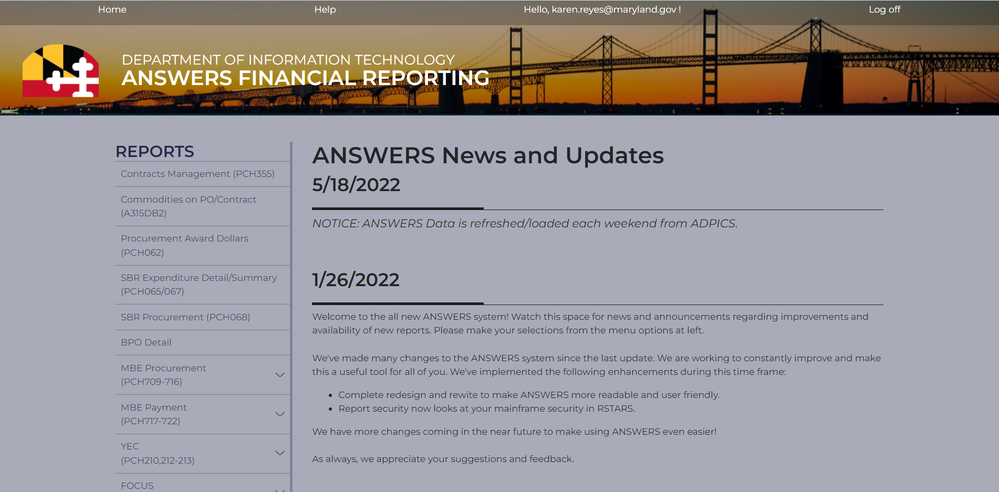 Home
Help
Hello, karen.reyes@maryland.gov !
Log off
DEPARTMENT OF INFORMATION TECHNOLOGY
ANSWERS FINANCIAL REPORTING
REPORTS
Contracts Management (PCH355)
Commodities on PO/Contract
(A315DB2)
Procurement Award Dollars
(PCH062)
SBR Expenditure Detail/Summary
(PCH065/067)
SBR Procurement (PCH068)
BPO Detail
MBE Procurement
(PCH709-716)
MBE Payment
(PCH717-722)
YEC
(PCH210,212-213)
FOCUS
ANSWERS News and Updates
5/18/2022
NOTICE: ANSWERS Data is refreshed/loaded each weekend from ADPICS.
1/26/2022
Welcome to the all new ANSWERS system! Watch this space for news and announcements regarding improvements and
availability of new reports. Please make your selections from the menu options at left.
We've made many changes to the ANSWERS system since the last update. We are working to constantly improve and make
this a useful tool for all of you. We've implemented the following enhancements during this time frame:
• Complete redesign and rewite to make ANSWERS more readable and user friendly.
• Report security now looks at your mainframe security in RSTARS.
We have more changes coming in the near future to make using ANSWERS even easier!
As always, we appreciate your suggestions and feedback.